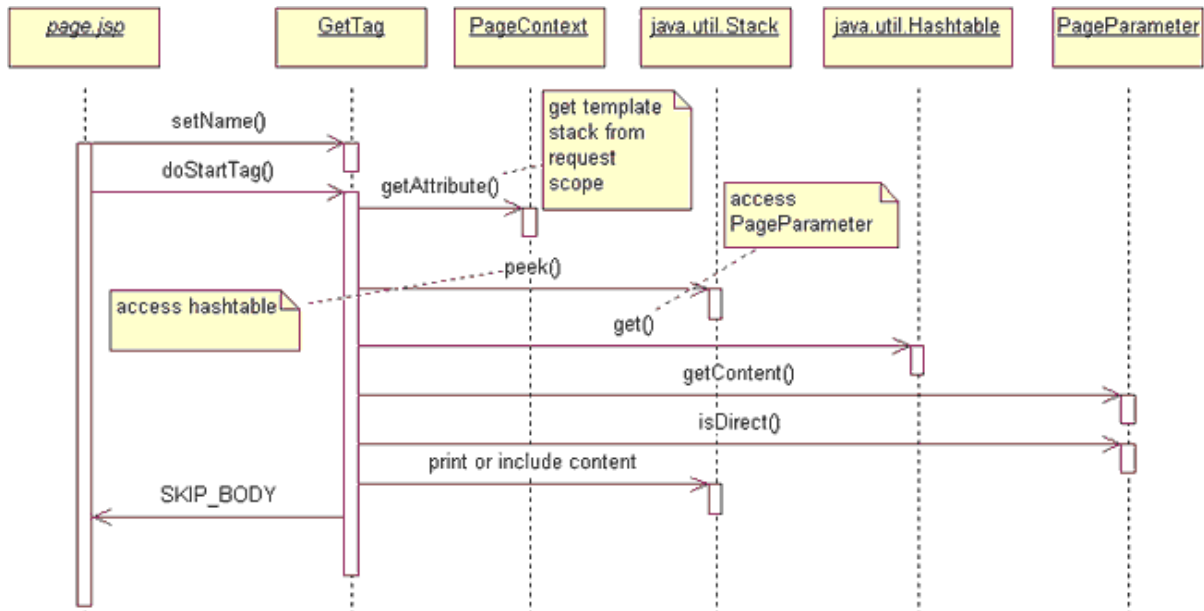 page.jsp
GetTag
PageContext
java.util.Stack
java.util.Hashtable
PageParameter
get template
stack from
request
scope
setName()
doStartTag()
getAttribute()
access
PageParameter
peek()
access hashtable
get()
getContent()
isDirect()
print or include content
SKIP_BODY